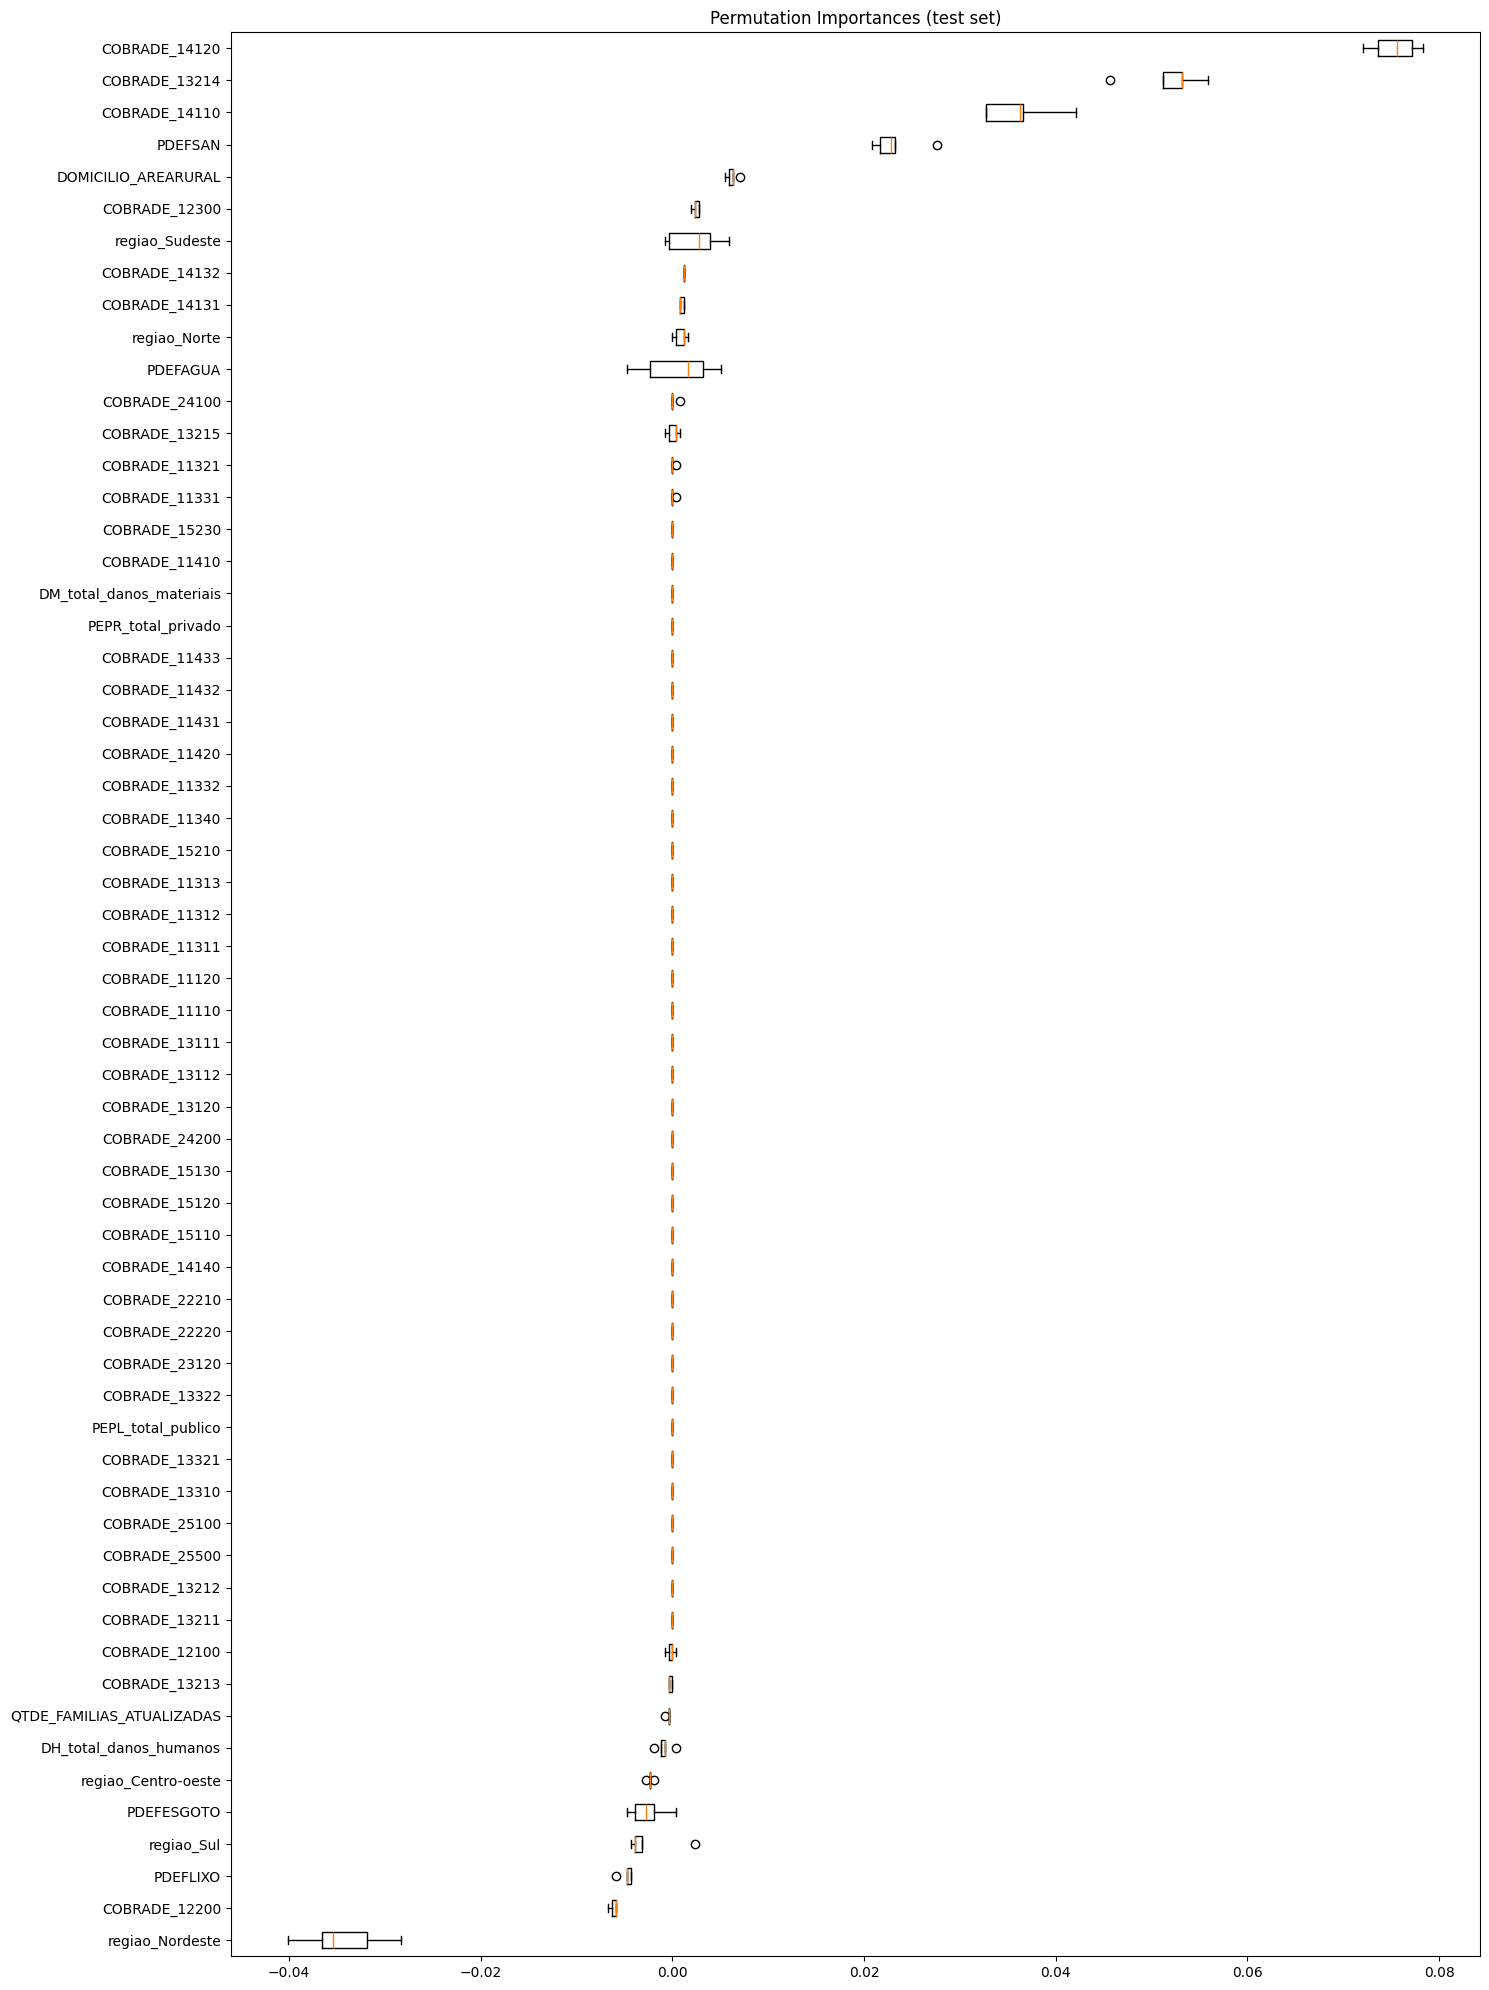 Permutation Importances (test set)
COBRADE_14120
COBRADE_13214
COBRADE_14110
PDEFSAN
DOMICILIO_AREARURAL
COBRADE_12300
regiao_Sudeste
COBRADE_14132
COBRADE_14131
regiao_Norte
PDEFAGUA
COBRADE_24100
COBRADE_13215
COBRADE_11321
COBRADE_11331
COBRADE_15230
COBRADE_11410
DM_total_danos_materiais
PEPR_total_privado
COBRADE_11433
COBRADE_11432
COBRADE_11431
COBRADE_11420
COBRADE_11332
COBRADE_11340
COBRADE_15210
COBRADE_11313
COBRADE_11312
COBRADE_11311
COBRADE_11120
COBRADE_11110
COBRADE_13111
COBRADE_13112
COBRADE_13120
COBRADE_24200
COBRADE_15130
COBRADE_15120
COBRADE_15110
COBRADE_14140
COBRADE_22210
COBRADE_22220
COBRADE_23120
COBRADE_13322
PEPL_total_publico
COBRADE_13321
COBRADE_13310
COBRADE_25100
COBRADE_25500
COBRADE_13212
COBRADE_13211
COBRADE_12100
COBRADE_13213
QTDE_FAMILIAS_ATUALIZADAS
DH_total_danos_humanos
regiao_Centro-oeste
PDEFESGOTO
regiao_Sul
PDEFLIXO
COBRADE_12200
regiao_Nordeste
−0.04 −0.02 0.00 0.02 0.04 0.06 0.08